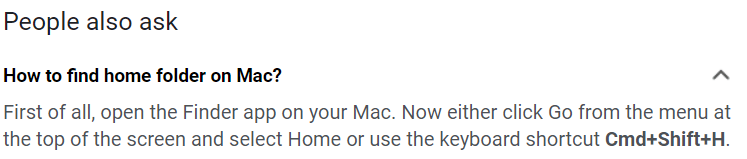 People also ask
How to find home folder on Mac?
First of all, open the Finder app on your Mac. Now either click Go from the menu at
the top of the screen and select Home or use the keyboard shortcut Cmd+Shift+H.